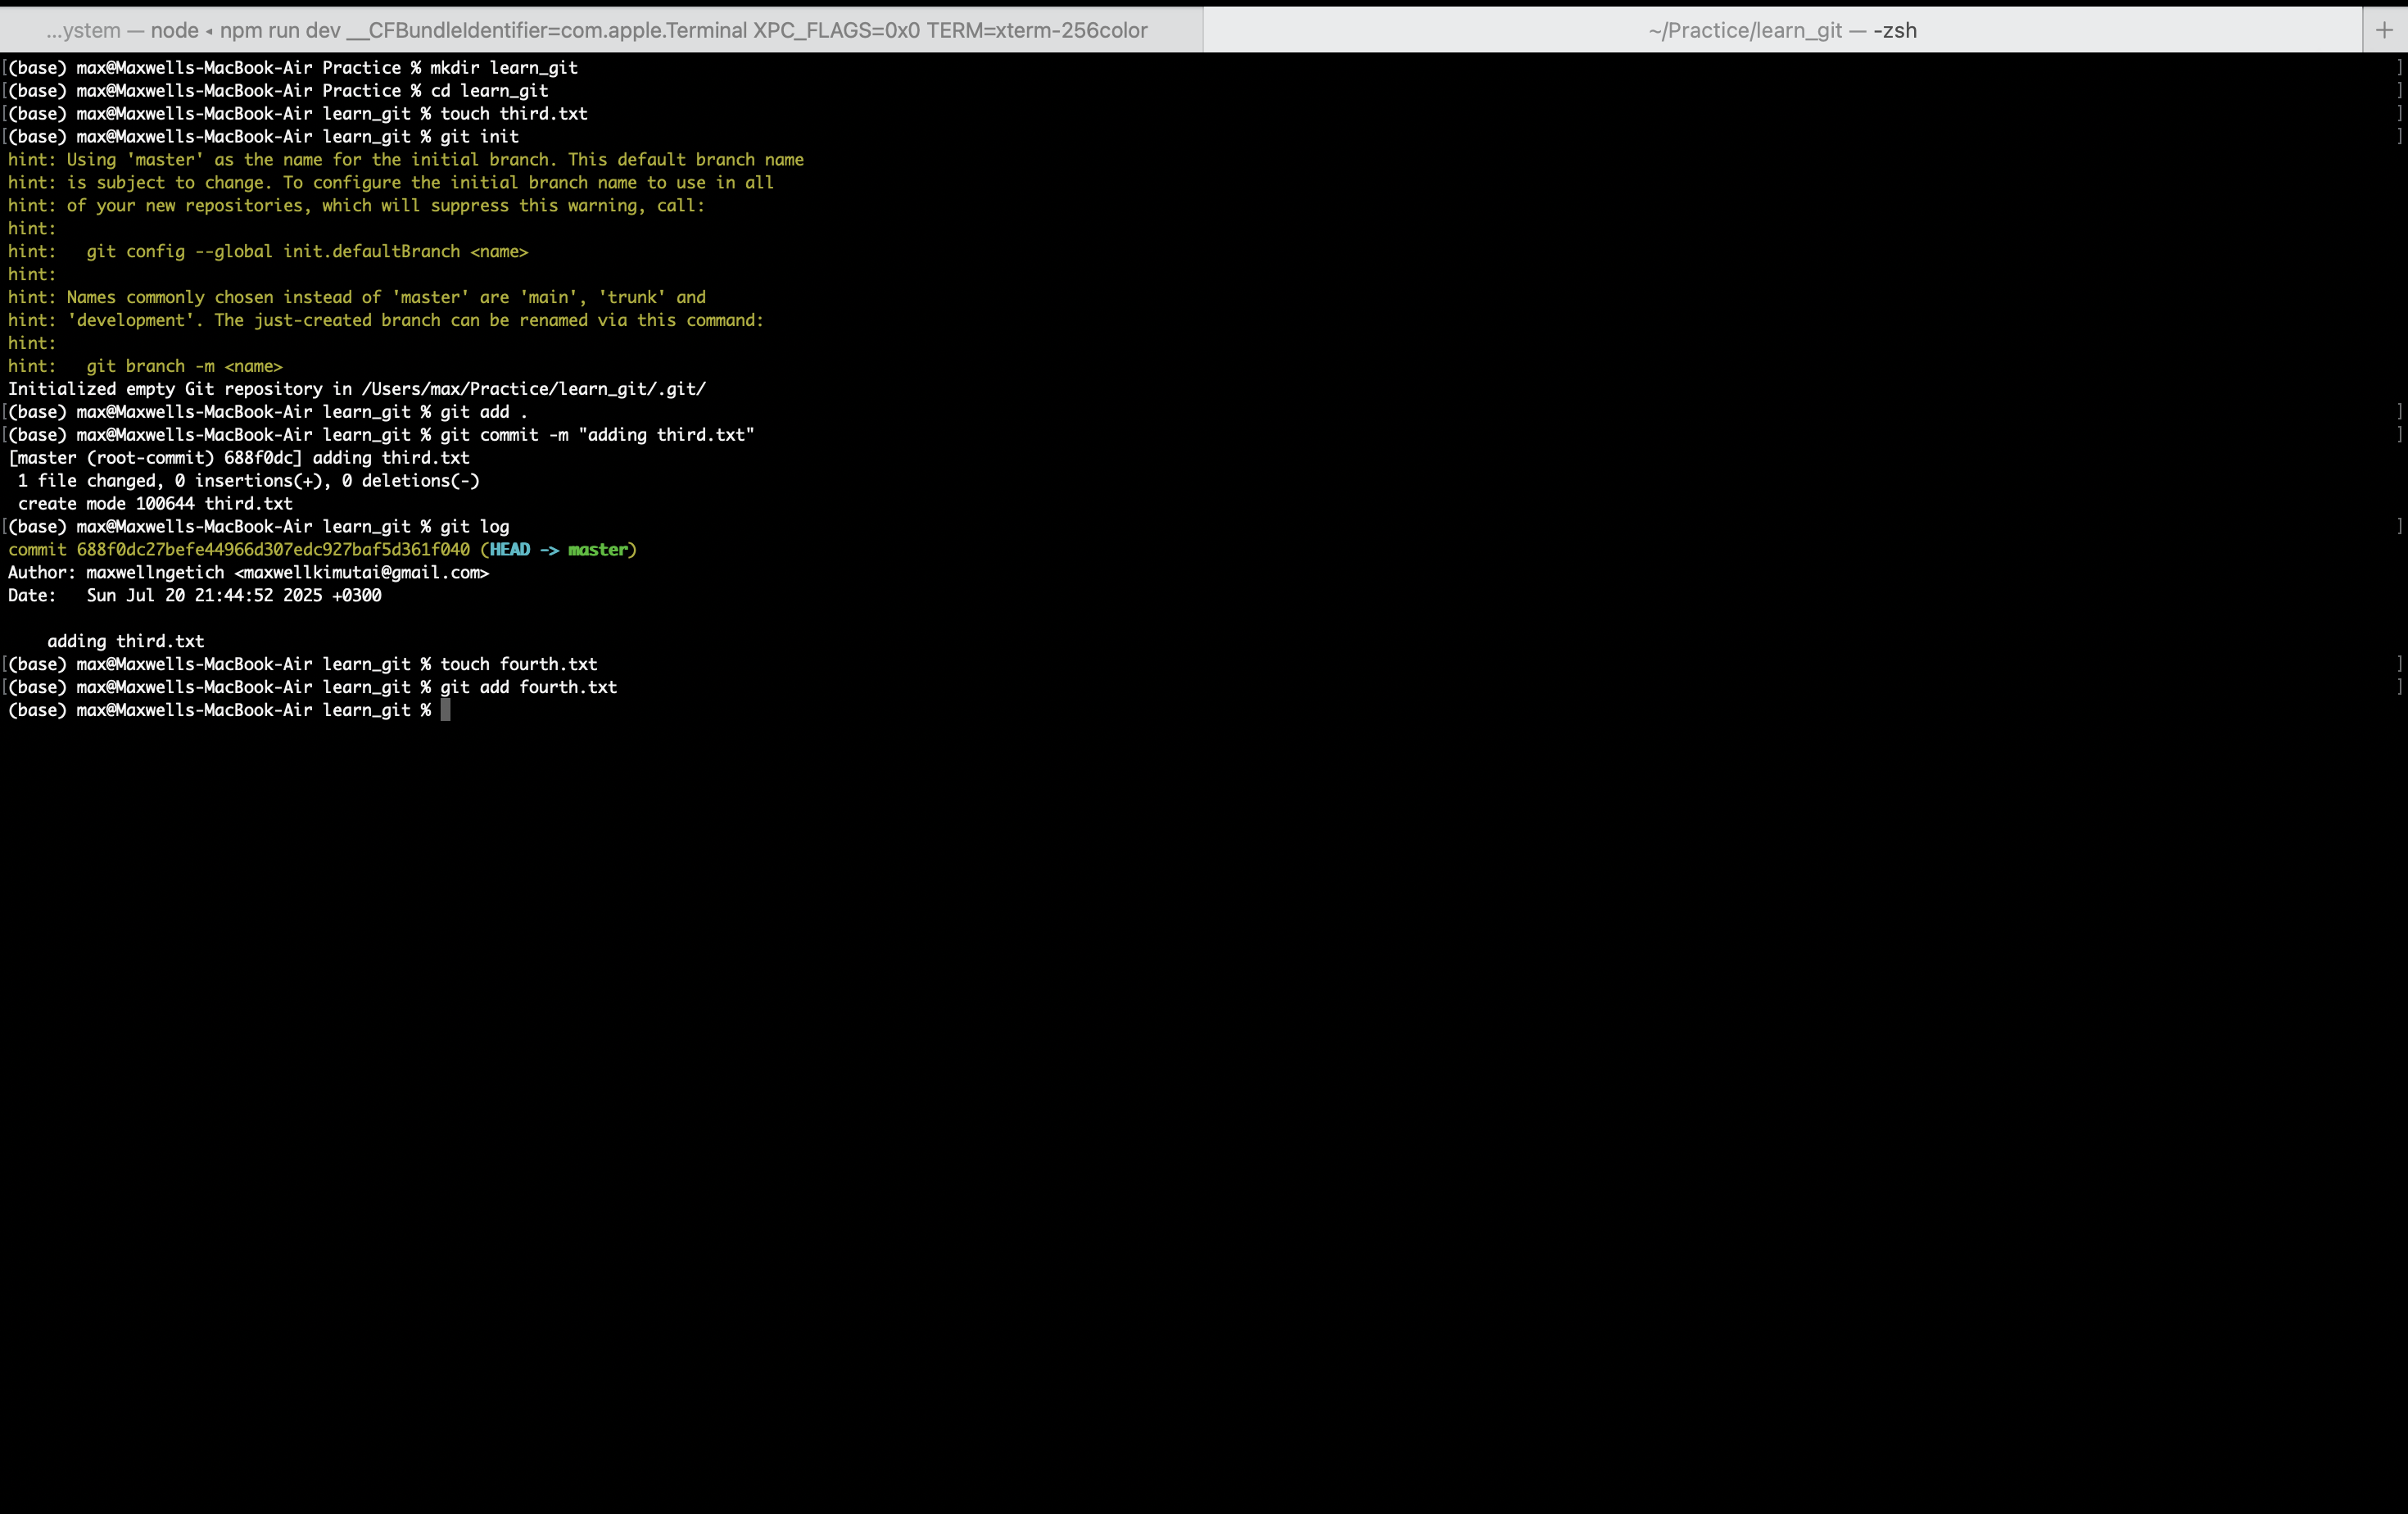 ...ystem — node ◂ npm run dev __CFBundleIdentifier=com.apple.Terminal XPC_FLAGS=0x0 TERM=xterm-256color
~/Practice/learn_git — -zsh
+
[(base) max@Maxwells-MacBook-Air Practice % mkdir learn_git ]
[(base) max@Maxwells-MacBook-Air Practice % cd learn_git ]
[(base) max@Maxwells-MacBook-Air learn_git % touch third.txt ]
[(base) max@Maxwells-MacBook-Air learn_git % git init ]
hint: Using 'master' as the name for the initial branch. This default branch name
hint: is subject to change. To configure the initial branch name to use in all
hint: of your new repositories, which will suppress this warning, call:
hint:
hint:   git config --global init.defaultBranch <name>
hint:
hint: Names commonly chosen instead of 'master' are 'main', 'trunk' and
hint: 'development'. The just-created branch can be renamed via this command:
hint:
hint:   git branch -m <name>
Initialized empty Git repository in /Users/max/Practice/learn_git/.git/
[(base) max@Maxwells-MacBook-Air learn_git % git add . ]
[(base) max@Maxwells-MacBook-Air learn_git % git commit -m "adding third.txt" ]
[master (root-commit) 688f0dc] adding third.txt
 1 file changed, 0 insertions(+), 0 deletions(-)
 create mode 100644 third.txt
[(base) max@Maxwells-MacBook-Air learn_git % git log ]
commit 688f0dc27befe44966d307edc927baf5d361f040 (HEAD -> master)
Author: maxwellngetich <maxwellkimutai@gmail.com>
Date:   Sun Jul 20 21:44:52 2025 +0300
    adding third.txt
[(base) max@Maxwells-MacBook-Air learn_git % touch fourth.txt ]
[(base) max@Maxwells-MacBook-Air learn_git % git add fourth.txt ]
(base) max@Maxwells-MacBook-Air learn_git %